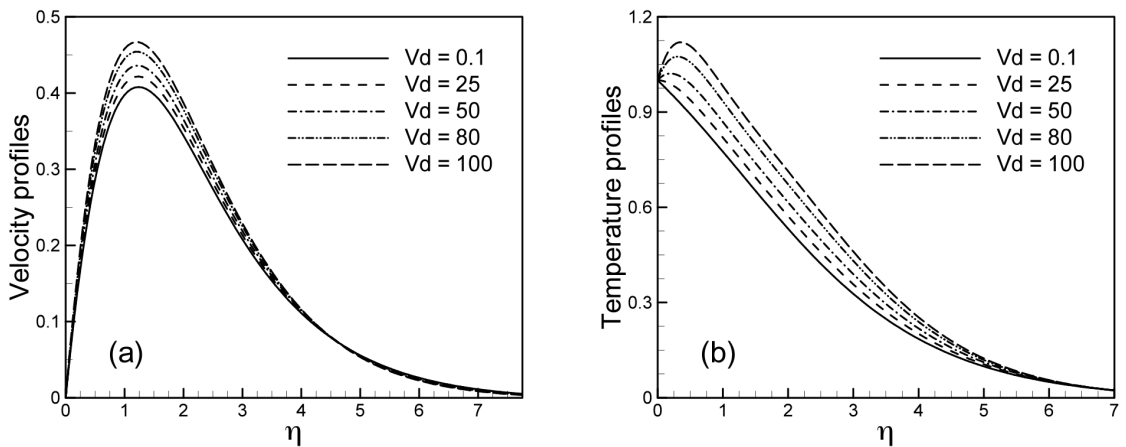 Velocity profiles
0.5
0.4
0.3
0.2
0.1
0
0 1 2 3 4 5 6 7
η
Vd = 0.1
Vd = 25
Vd = 50
Vd = 80
Vd = 100
(a)
Temperature profiles
1.2
0.9
0.6
0.3
0
0 1 2 3 4 5 6 7
η
Vd = 0.1
Vd = 25
Vd = 50
Vd = 80
Vd = 100
(b)